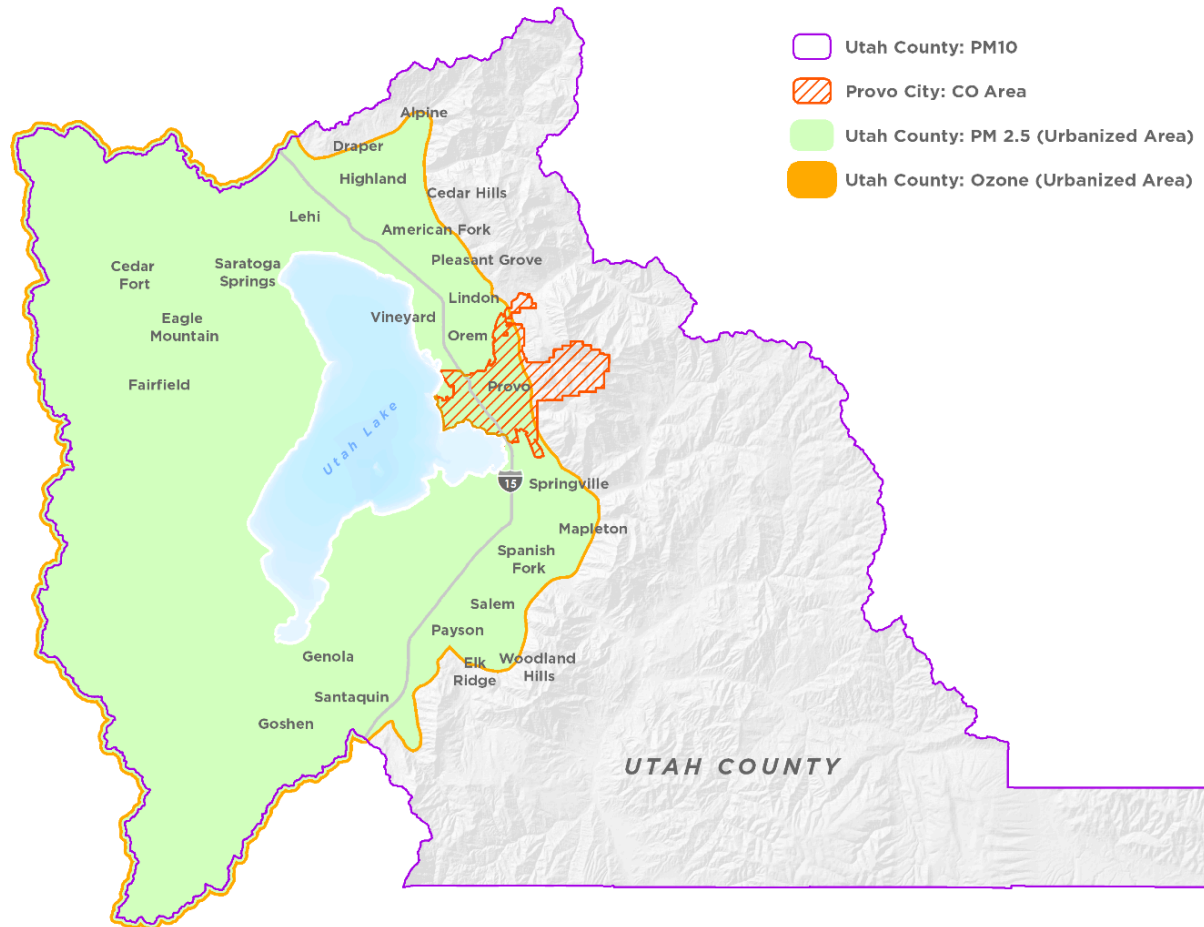 Utah County: PM10
Provo City: CO Area
Utah County: PM 2.5 (Urbanized Area)
Utah County: Ozone (Urbanized Area)
Alpine
Draper
Highland
Cedar Hills
Lehi
American Fork
Pleasant Grove
Cedar
Fort
Saratoga
Springs
Lindon
Eagle
Mountain
Vineyard
Orem
Fairfield
Provo
Utah Lake
15
Springville
Mapleton
Spanish
Fork
Salem
Payson
Genola
Elk
Ridge
Woodland
Hills
Santaquin
Goshen
UTAH COUNTY